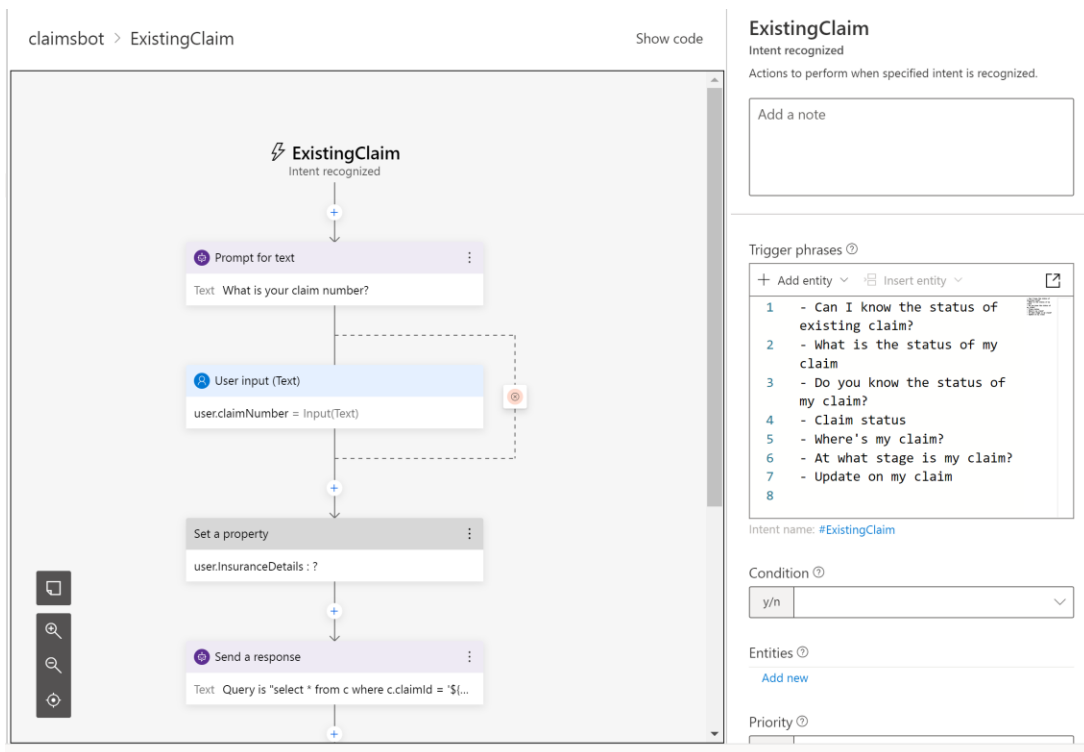 claimsbot > ExistingClaim
Show code
ExistingClaim
Intent recognized
Prompt for text
Text What is your claim number?
User input (Text)
user.claimNumber = Input(Text)
Set a property
user.InsuranceDetails : ?
Send a response
Text Query is "select * from c where c.claimId = '$(...
ExistingClaim
Intent recognized
Actions to perform when specified intent is recognized.
Add a note
Trigger phrases
Add entity Insert entity
1 - Can I know the status of
existing claim?
2 - What is the status of my
claim
3 - Do you know the status of
my claim?
4 - Claim status
5 - Where's my claim?
6 - At what stage is my claim?
7 - Update on my claim
8
Intent name: #ExistingClaim
Condition
y/n
Entities
Add new
Priority